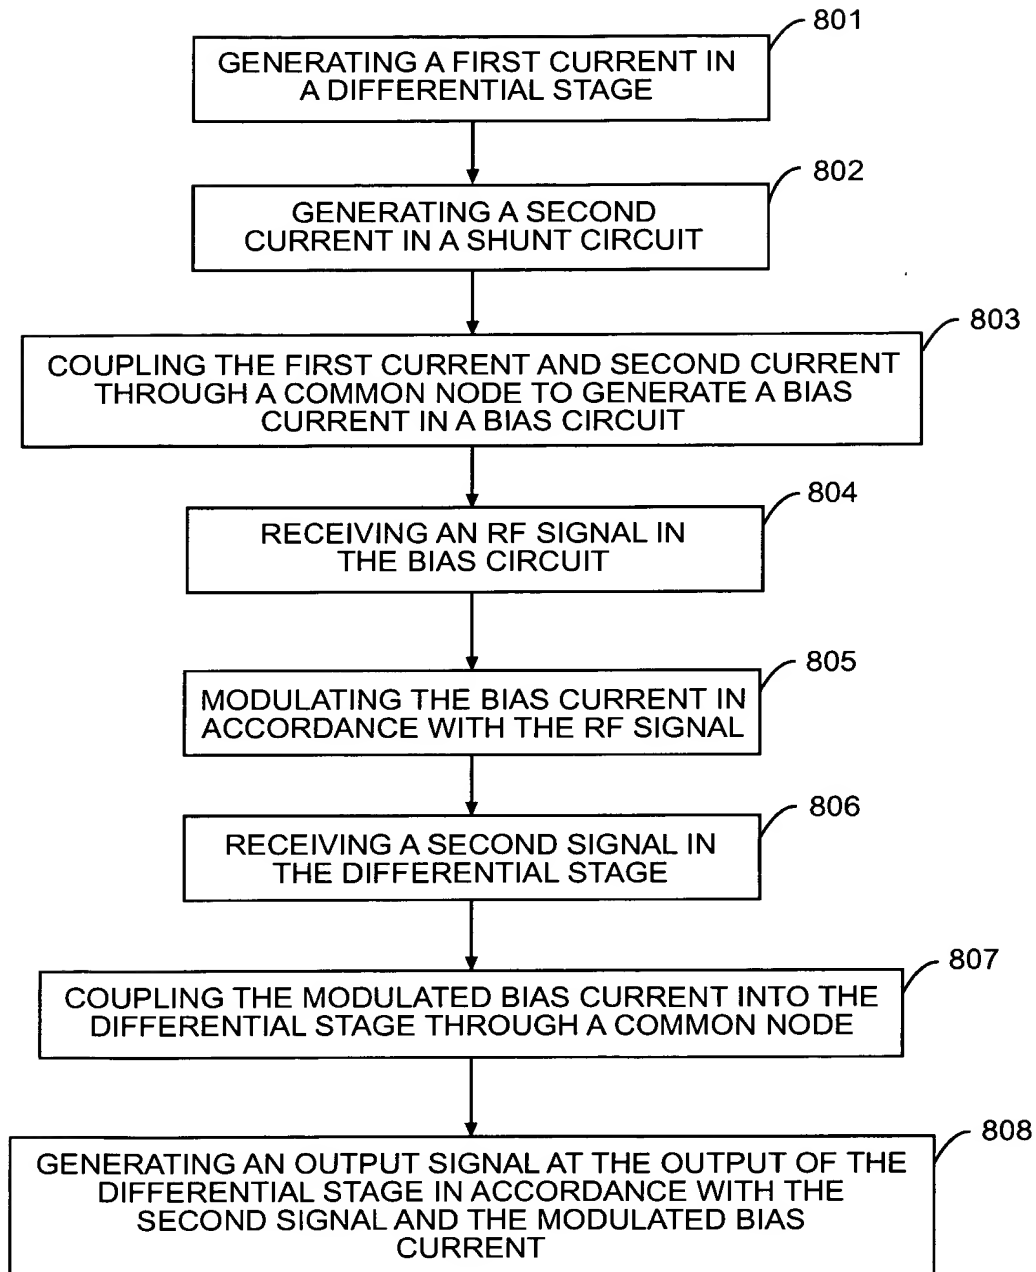 801
GENERATING A FIRST CURRENT IN
A DIFFERENTIAL STAGE
802
GENERATING A SECOND
CURRENT IN A SHUNT CIRCUIT
803
COUPLING THE FIRST CURRENT AND SECOND CURRENT
THROUGH A COMMON NODE TO GENERATE A BIAS
CURRENT IN A BIAS CIRCUIT
804
RECEIVING AN RF SIGNAL IN
THE BIAS CIRCUIT
805
MODULATING THE BIAS CURRENT IN
ACCORDANCE WITH THE RF SIGNAL
806
RECEIVING A SECOND SIGNAL IN
THE DIFFERENTIAL STAGE
807
COUPLING THE MODULATED BIAS CURRENT INTO THE
DIFFERENTIAL STAGE THROUGH A COMMON NODE
808
GENERATING AN OUTPUT SIGNAL AT THE OUTPUT OF THE
DIFFERENTIAL STAGE IN ACCORDANCE WITH THE
SECOND SIGNAL AND THE MODULATED BIAS
CURRENT.